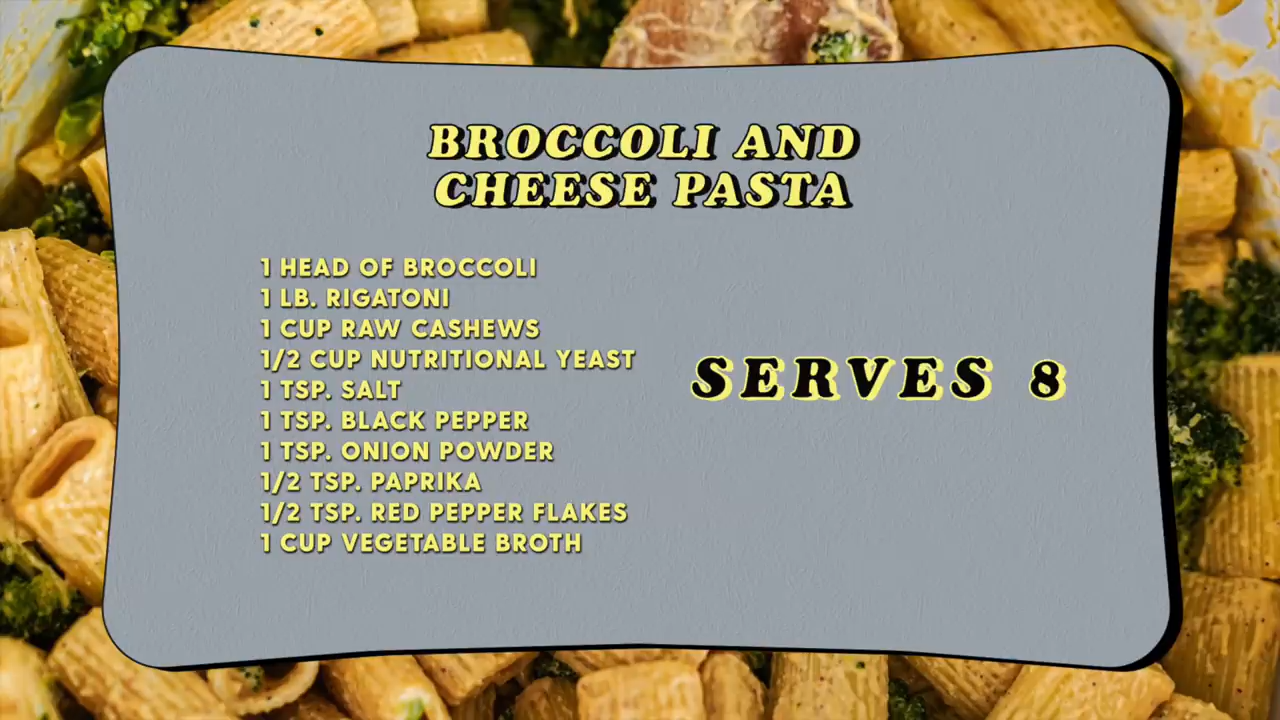 BROCCOLI AND
CHEESE PASTA
1 HEAD OF BROCCOLI
1 LB. RIGATONI
1 CUP RAW CASHEWS
1/2 CUP NUTRITIONAL YEAST
1 TSP. SALT
1 TSP. BLACK PEPPER
1 TSP. ONION POWDER
1/2 TSP. PAPRIKA
1/2 TSP. RED PEPPER FLAKES
1 CUP VEGETABLE BROTH
SERVES 8